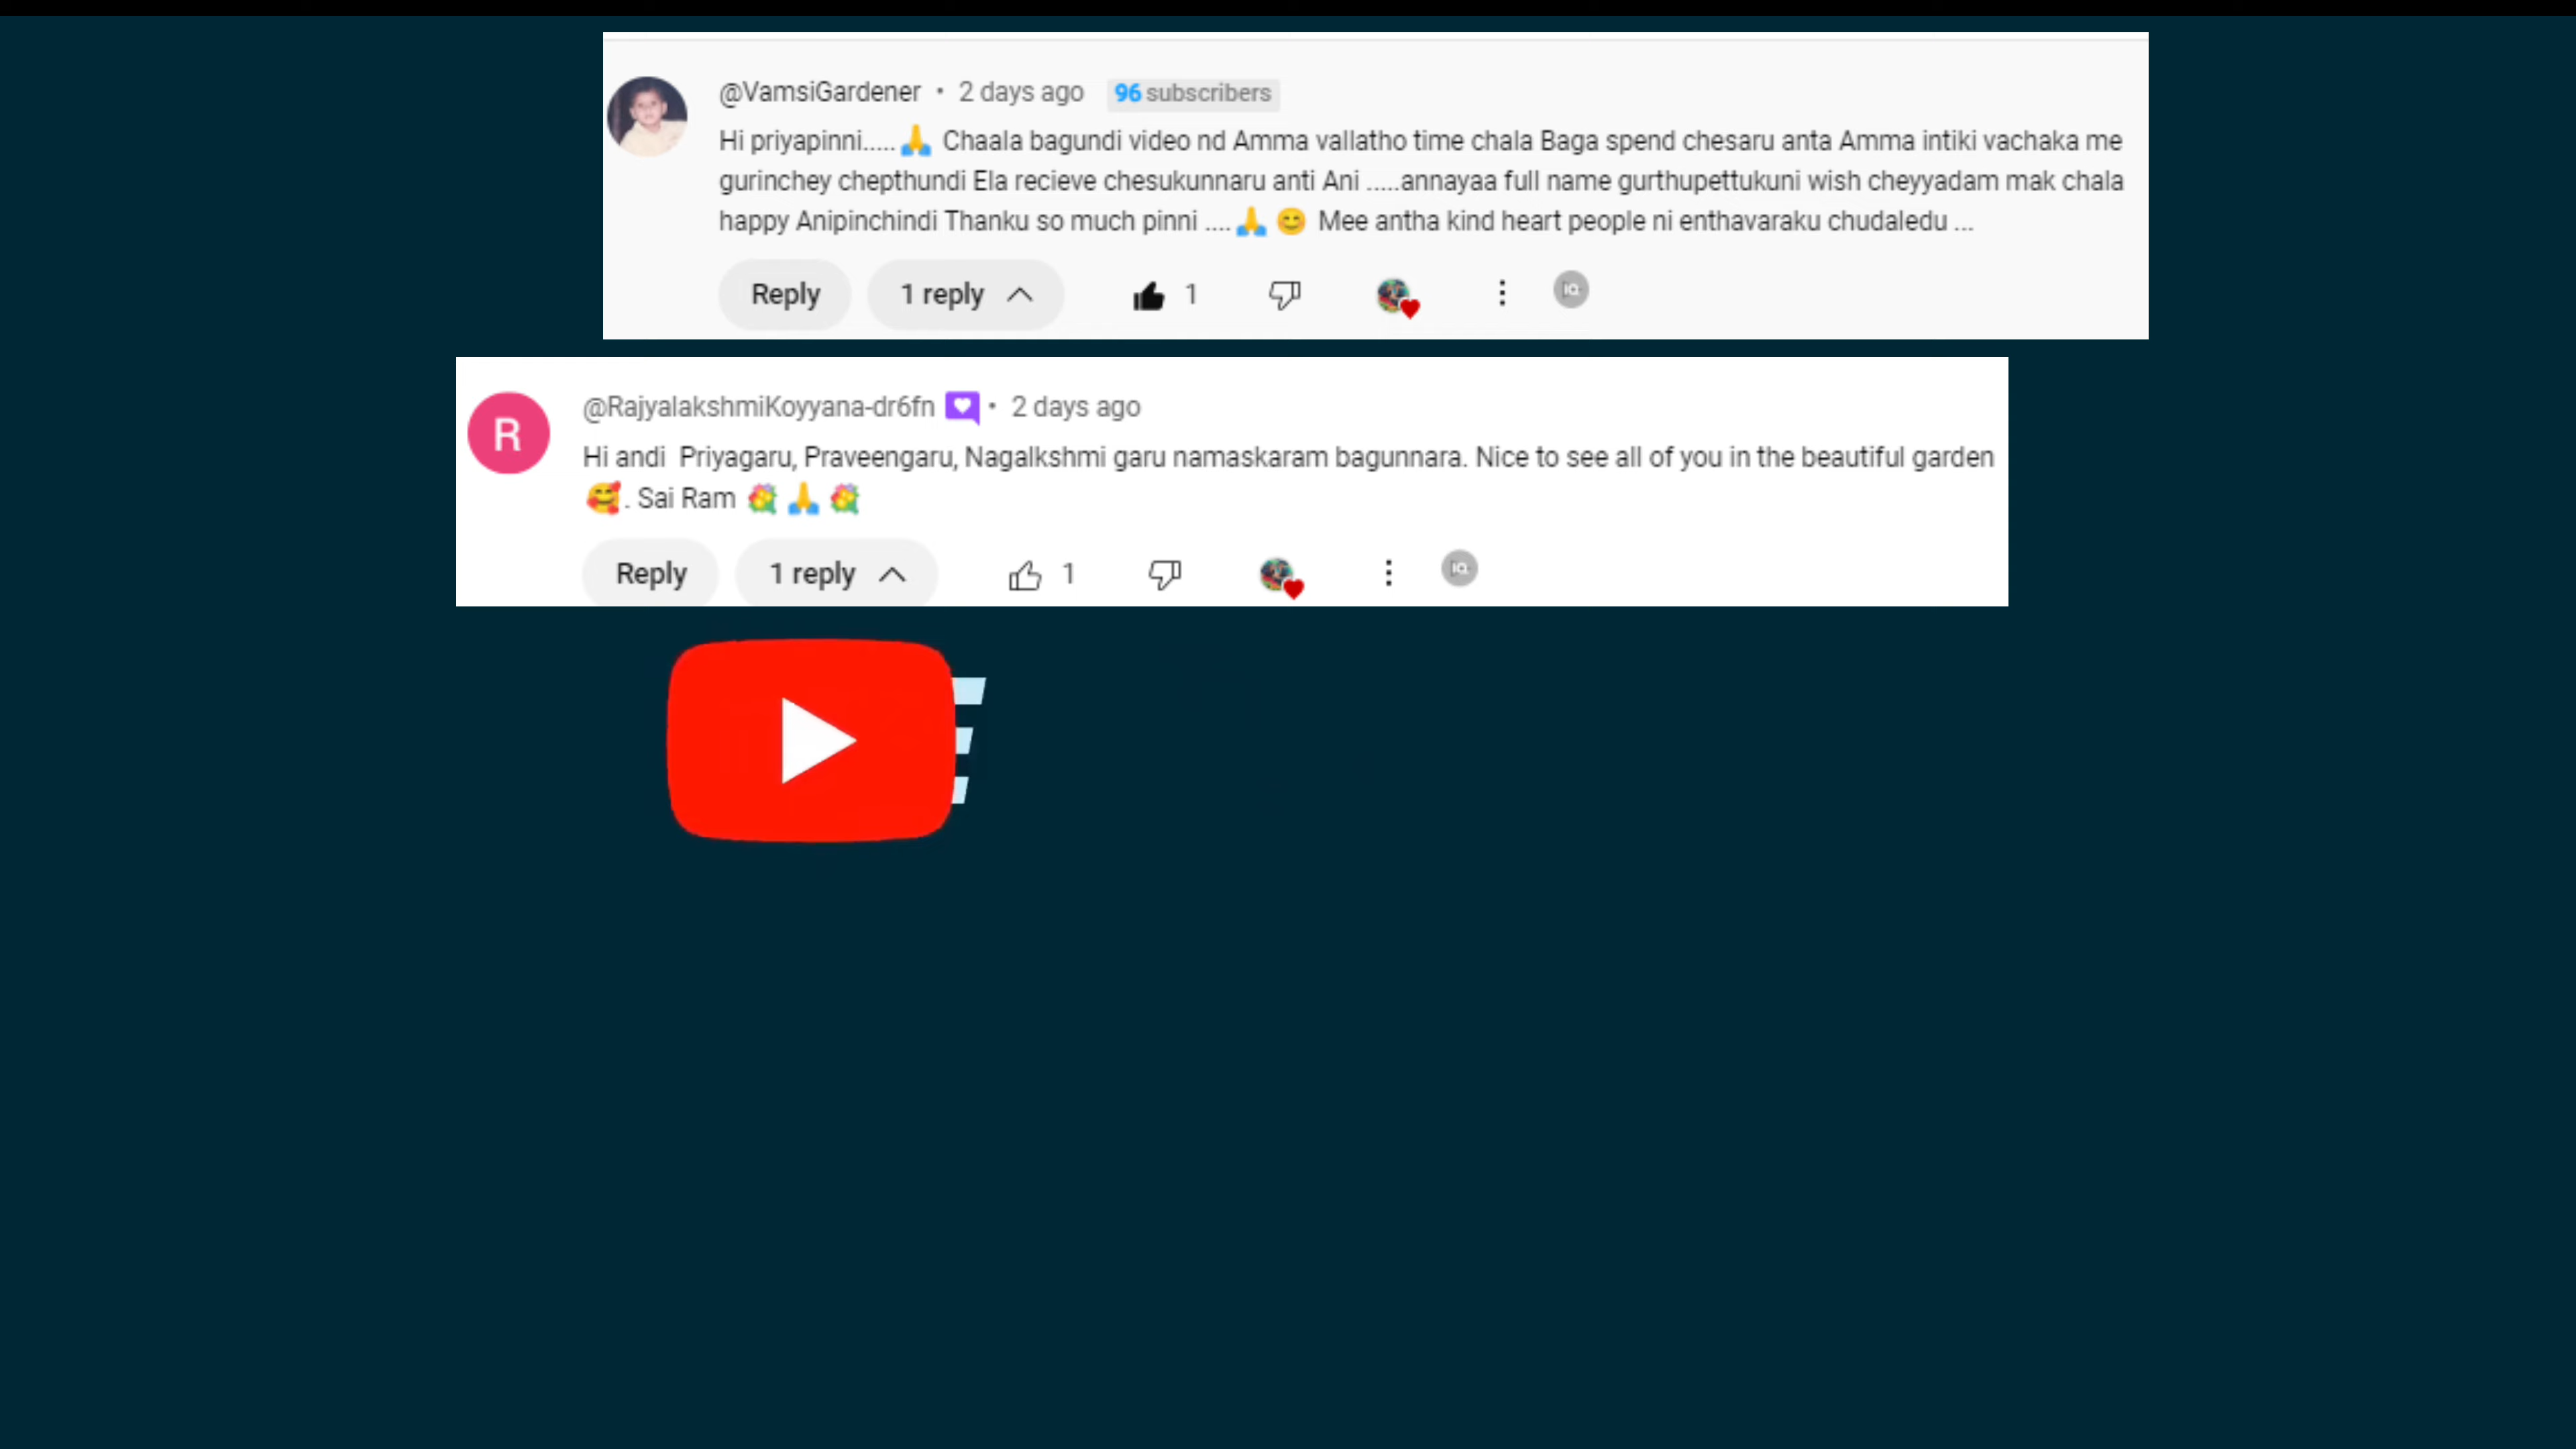 @VamsiGardener • 2 days ago 96 subscribers
Hi priyapinni.....🙏 Chaala bagundi video nd Amma vallatho time chala Baga spend chesaru anta Amma intiki vachaka me
gurinchey chepthundi Ela recieve chesukunnaru anti Ani .....annayaa full name gurthupettukuni wish cheyyadam mak chala
happy Anipinchindi Thanku so much pinni ....🙏 😊 Mee antha kind heart people ni enthavaraku chudaledu ...
Reply 1 reply 1 IQ
R
@RajyalakshmiKoyyana-dr6fn • 2 days ago
Hi andi Priyagaru, Praveengaru, Nagalkshmi garu namaskaram bagunnara. Nice to see all of you in the beautiful garden
🥰. Sai Ram 💐 🙏 💐
Reply 1 reply 1 IQ
E